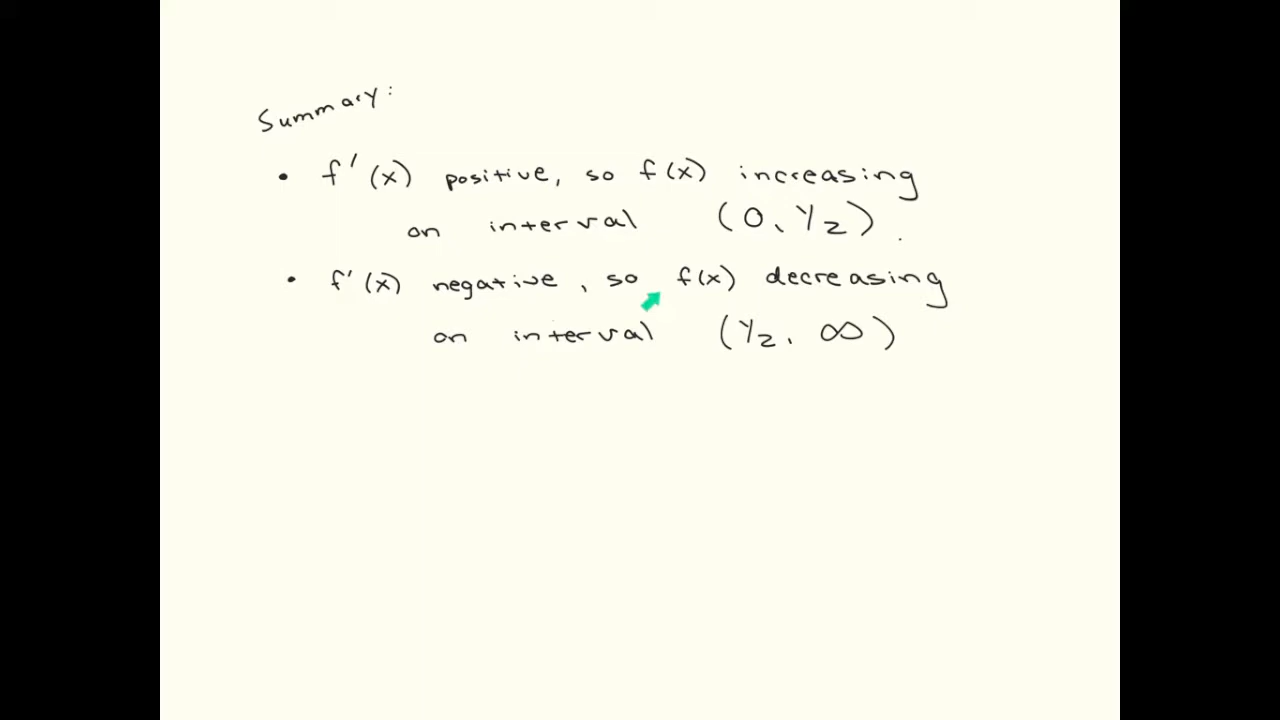 Summary:
• f'(x) positive, so f(x) increasing
on interval (0, 1/2).
• f'(x) negative, so f(x) decreasing
on interval (1/2, ∞)